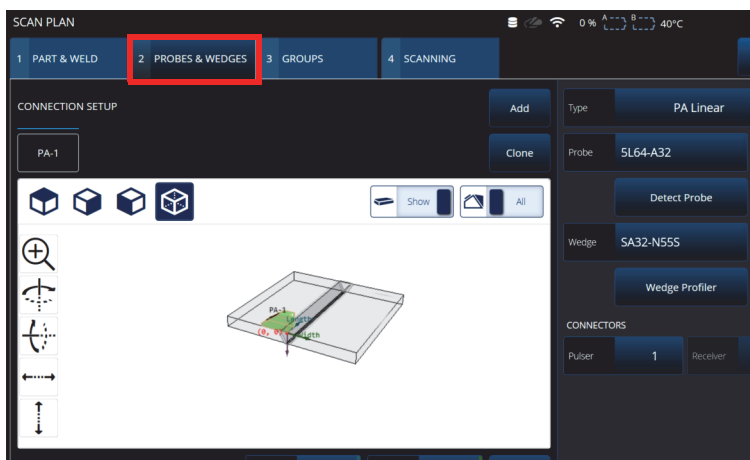 SCAN PLAN
0 % A B 40°C
1 PART & WELD 2 PROBES & WEDGES 3 GROUPS 4 SCANNING
CONNECTION SETUP
Add
PA-1
Clone
Show
All
PA-1
Length
(0, 0)
Width
Type PA Linear
Probe 5L64-A32
Detect Probe
Wedge SA32-N55S
Wedge Profiler
CONNECTORS
Pulser 1 Receiver